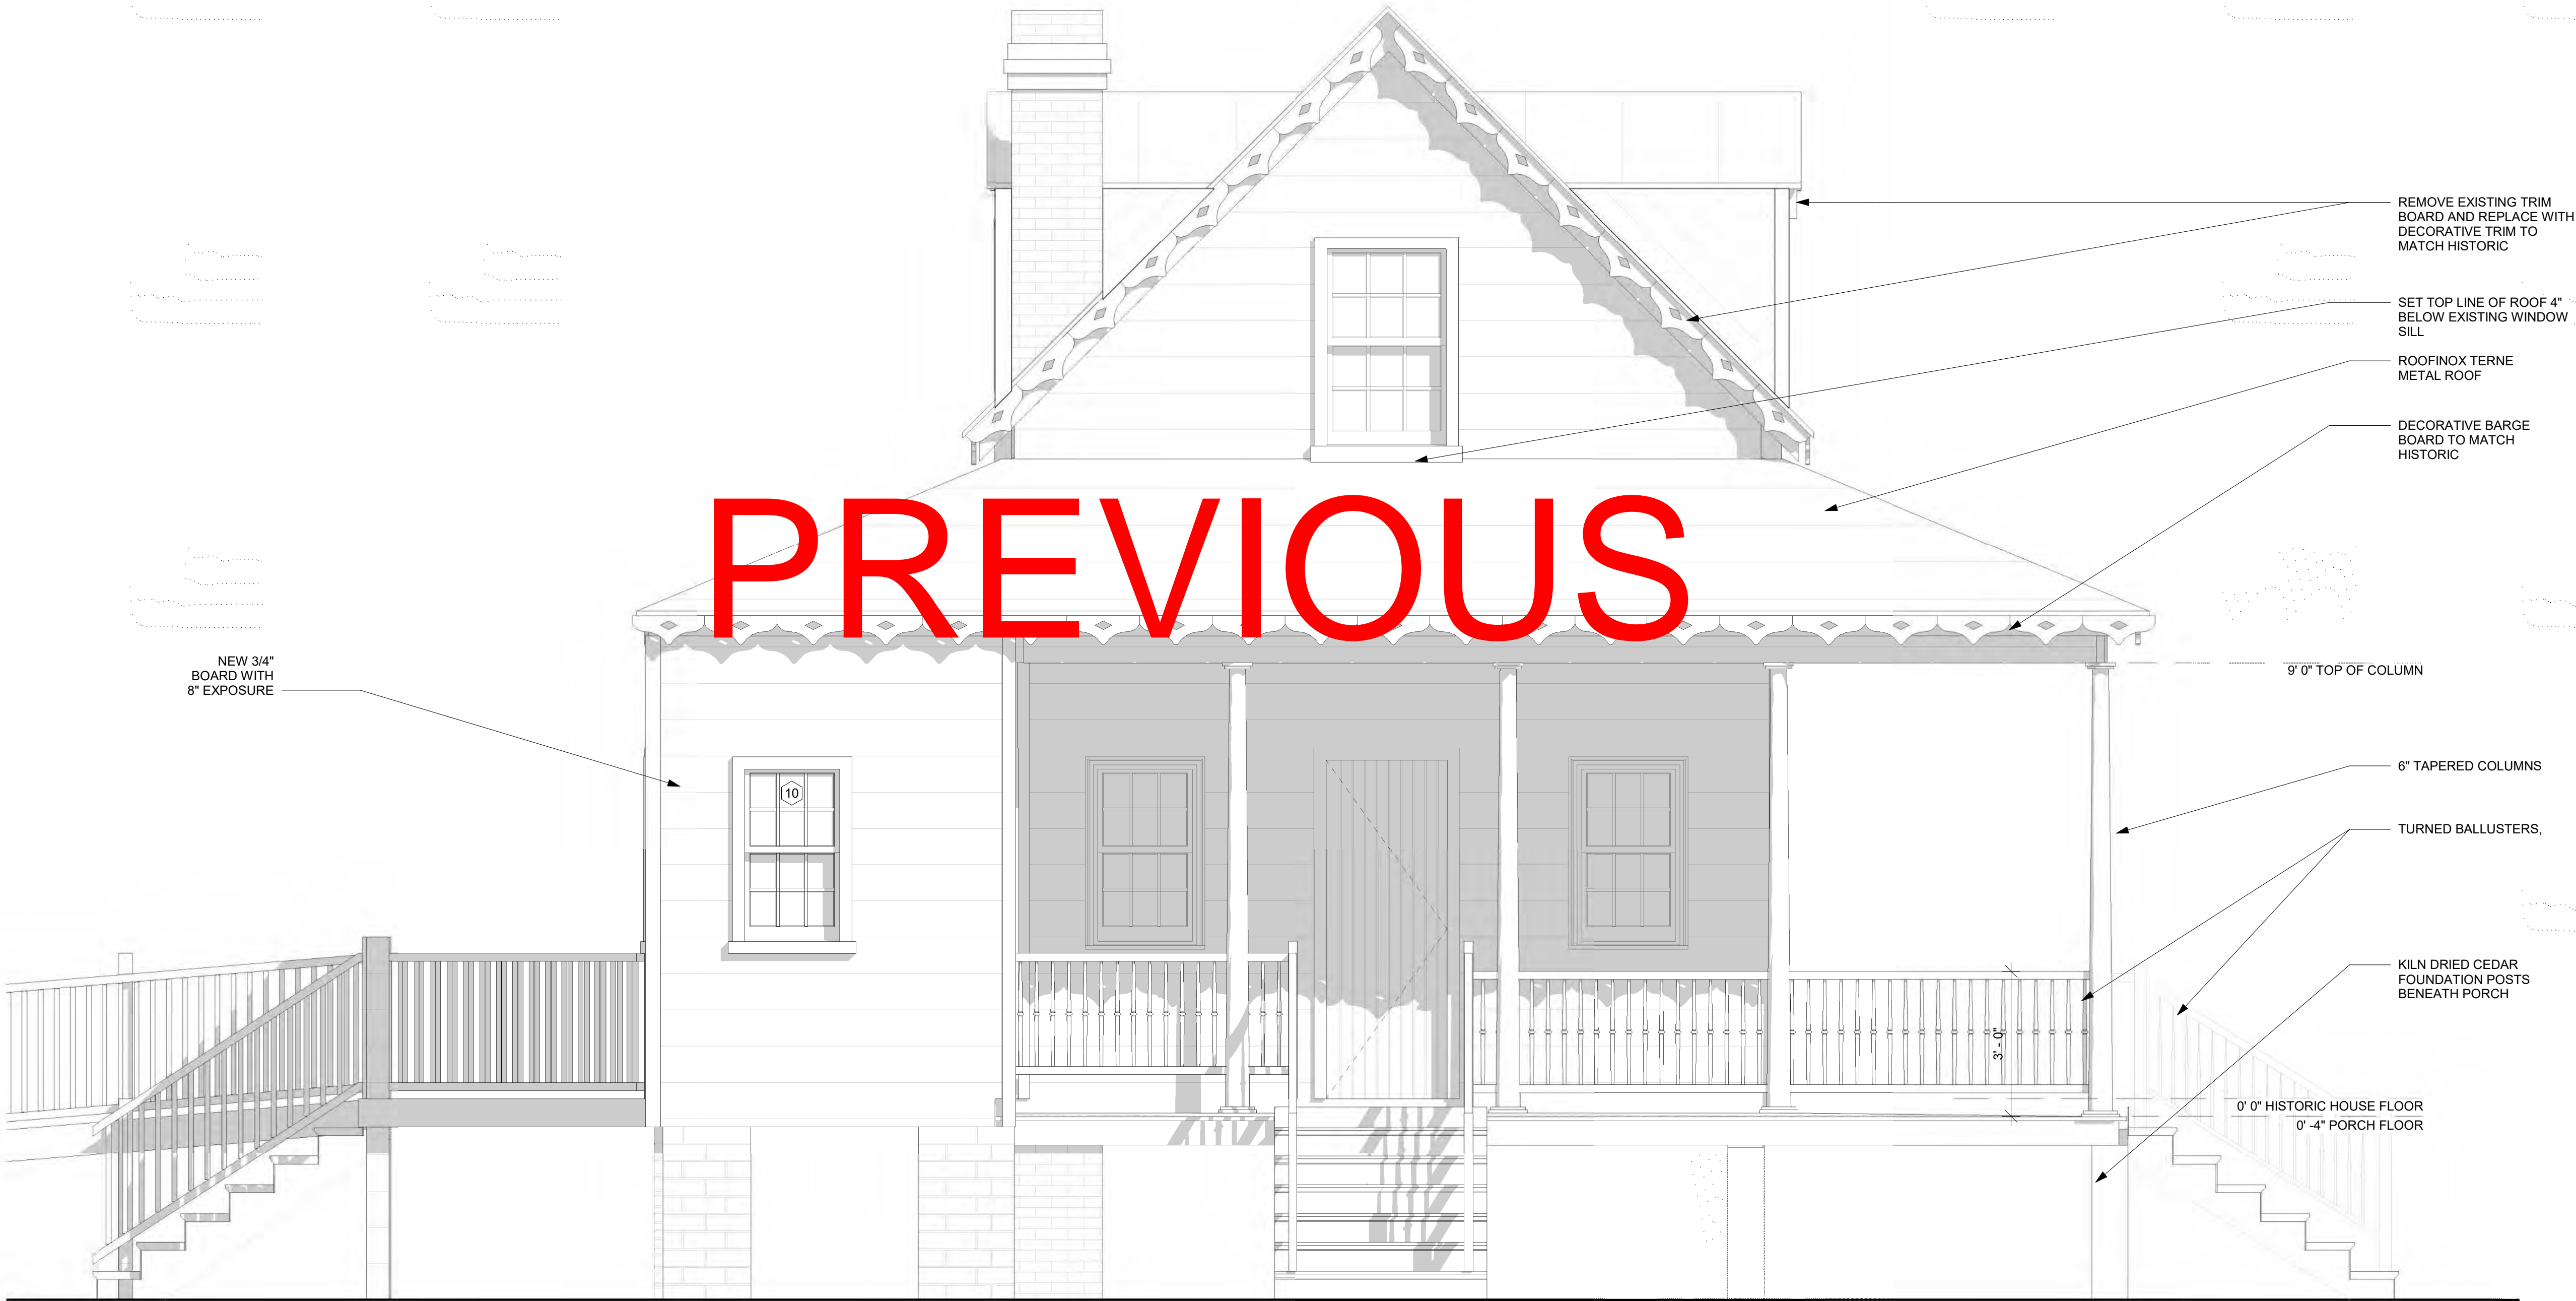 REMOVE EXISTING TRIM
BOARD AND REPLACE WITH
DECORATIVE TRIM TO
MATCH HISTORIC
SET TOP LINE OF ROOF 4"
BELOW EXISTING WINDOW
SILL
ROOFINOX TERNE
METAL ROOF
DECORATIVE BARGE
BOARD TO MATCH
HISTORIC
PREVIOUS
NEW 3/4"
BOARD WITH
8" EXPOSURE
9' 0" TOP OF COLUMN
6" TAPERED COLUMNS
10
TURNED BALLUSTERS,
KILN DRIED CEDAR
FOUNDATION POSTS
BENEATH PORCH
3' - 0"
0' 0" HISTORIC HOUSE FLOOR
0' -4" PORCH FLOOR